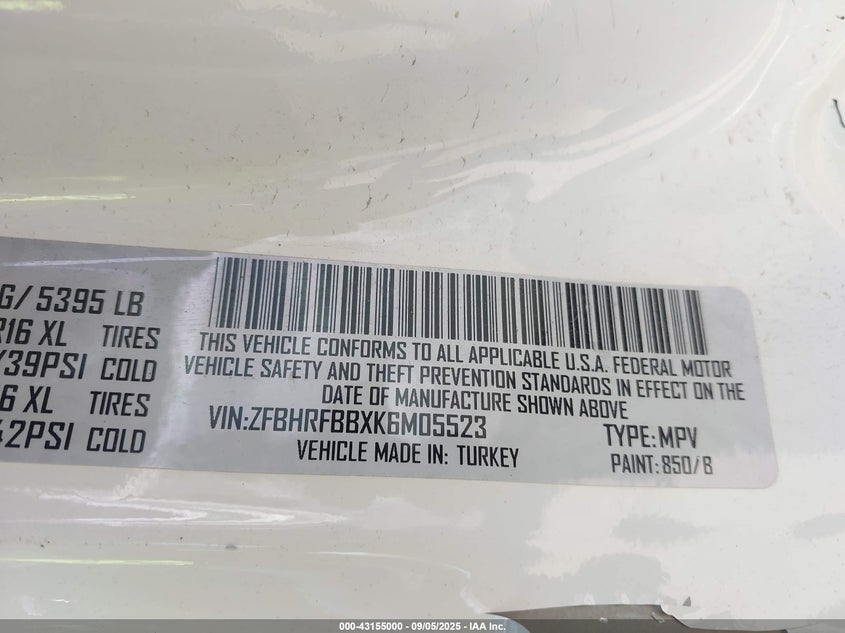 G/ 5395 LB
R16 XL TIRES
/39PSI COLD
6 XL TIRES
42PSI COLD
THIS VEHICLE CONFORMS TO ALL APPLICABLE U.S.A. FEDERAL MOTOR
VEHICLE SAFETY AND THEFT PREVENTION STANDARDS IN EFFECT ON THE
DATE OF MANUFACTURE SHOWN ABOVE
VIN:ZFBHRFBBXK6M05523
TYPE:MPV
VEHICLE MADE IN: TURKEY
PAINT:850/B
000-43155000 - 09/05/2025 - IAA Inc.